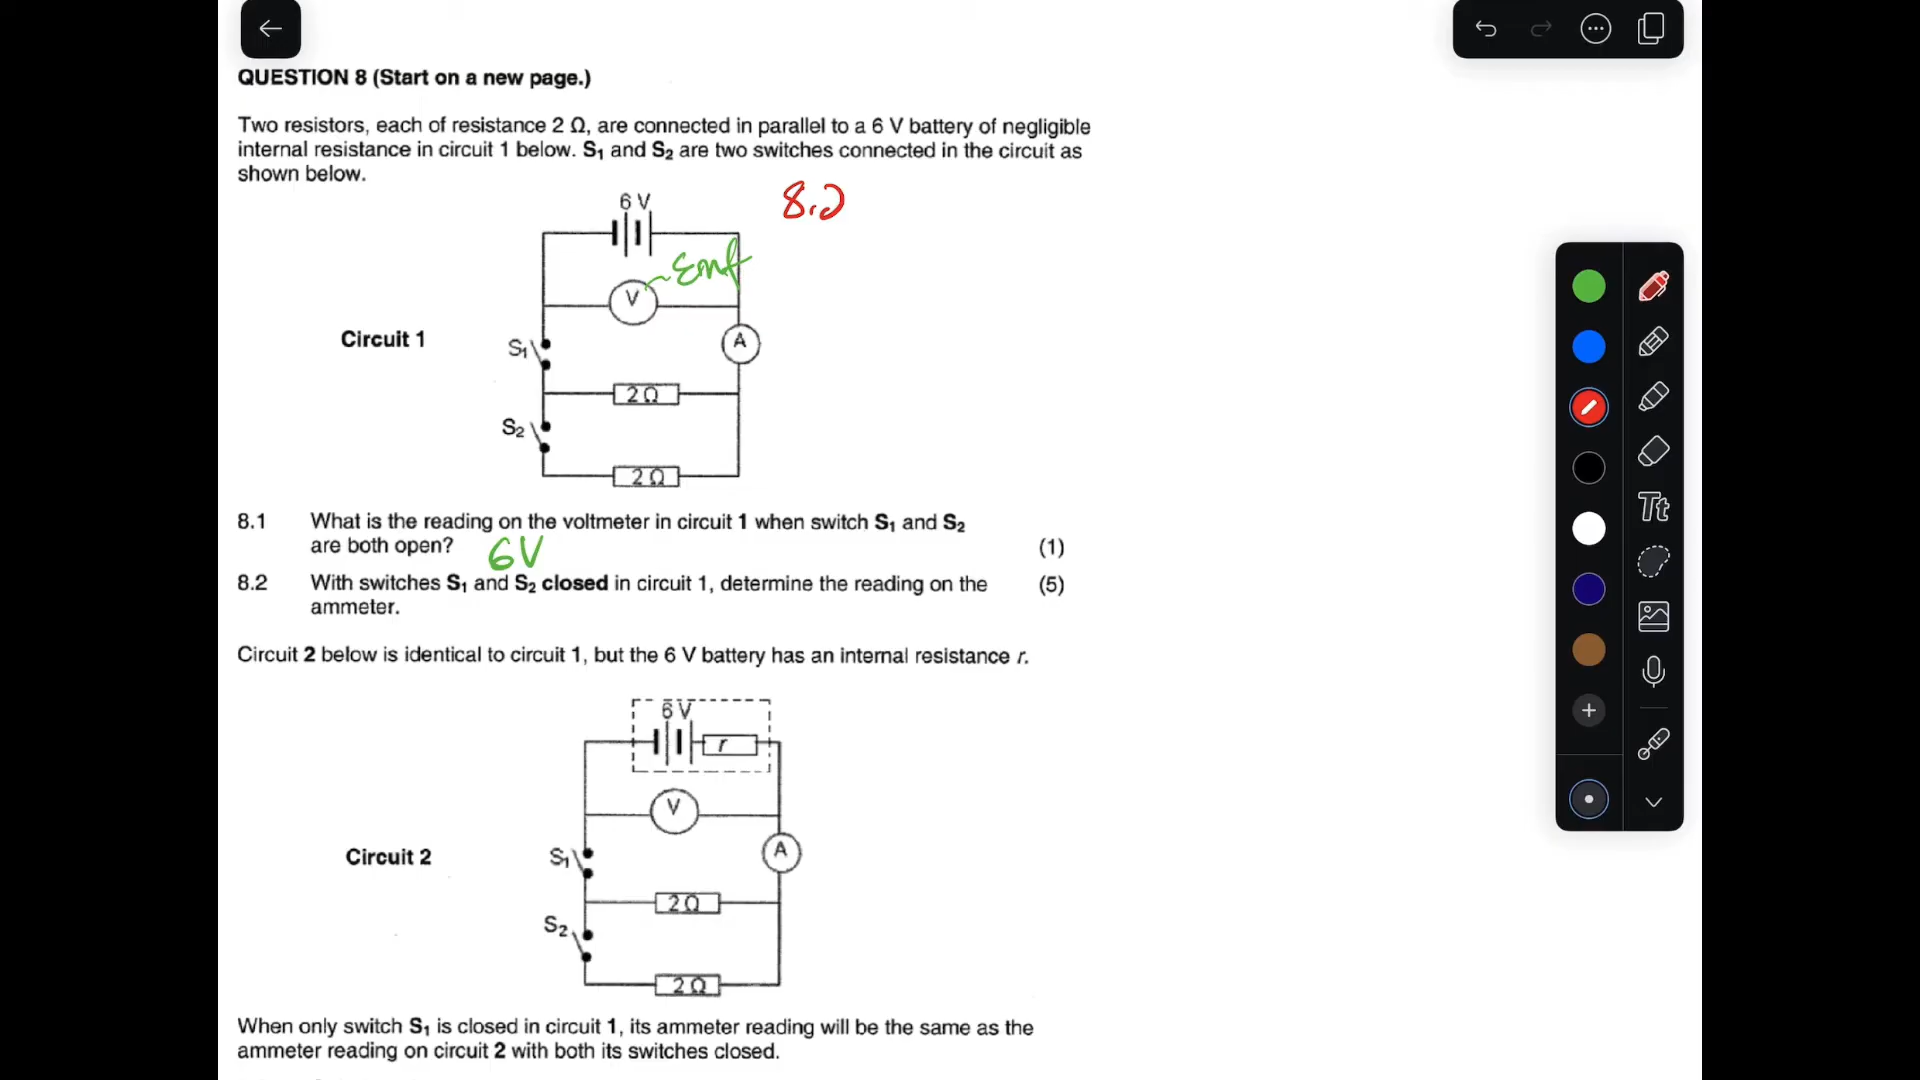 QUESTION 8 (Start on a new page.)
Two resistors, each of resistance 2 Ω, are connected in parallel to a 6 V battery of negligible
internal resistance in circuit 1 below. S₁ and S₂ are two switches connected in the circuit as
shown below.
8.2
6 V
Emf
V
Circuit 1
S₁
A
2 Ω
S₂
2 Ω
8.1 What is the reading on the voltmeter in circuit 1 when switch S₁ and S₂
are both open? (1)
6V
8.2 With switches S₁ and S₂ closed in circuit 1, determine the reading on the (5)
ammeter.
Circuit 2 below is identical to circuit 1, but the 6 V battery has an internal resistance r.
6 V
r
V
Circuit 2
S₁
A
2 Ω
S₂
2 Ω
When only switch S₁ is closed in circuit 1, its ammeter reading will be the same as the
ammeter reading on circuit 2 with both its switches closed.
Tt